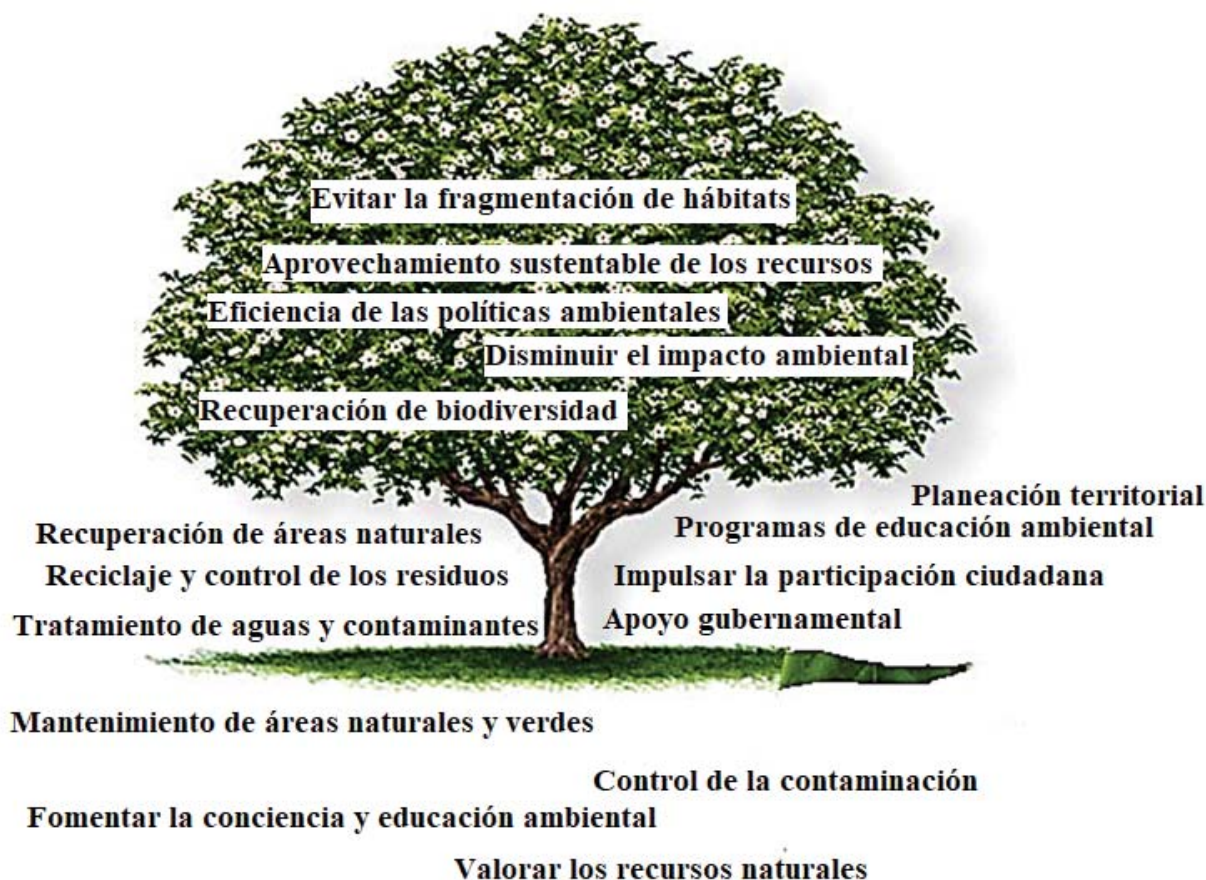 Evitar la fragmentación de hábitats
Aprovechamiento sustentable de los recursos
Eficiencia de las políticas ambientales
Disminuir el impacto ambiental
Recuperación de biodiversidad
Planeación territorial
Recuperación de áreas naturales
Programas de educación ambiental
Reciclaje y control de los residuos
Impulsar la participación ciudadana
Tratamiento de aguas y contaminantes
Apoyo gubernamental
Mantenimiento de áreas naturales y verdes
Control de la contaminación
Fomentar la conciencia y educación ambiental
Valorar los recursos naturales